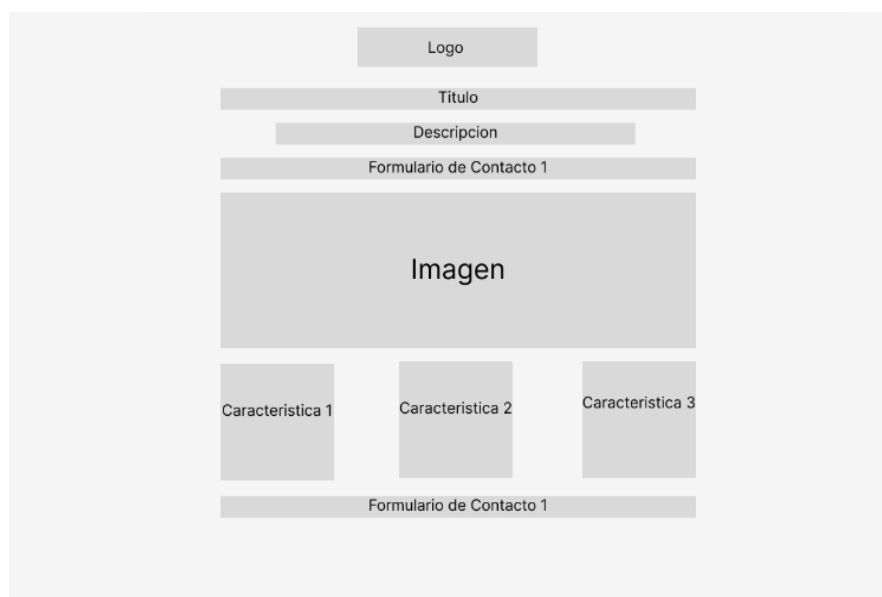 Logo
Titulo
Descripcion
Formulario de Contacto 1
Imagen
Caracteristica 1
Caracteristica 2
Caracteristica 3
Formulario de Contacto 1